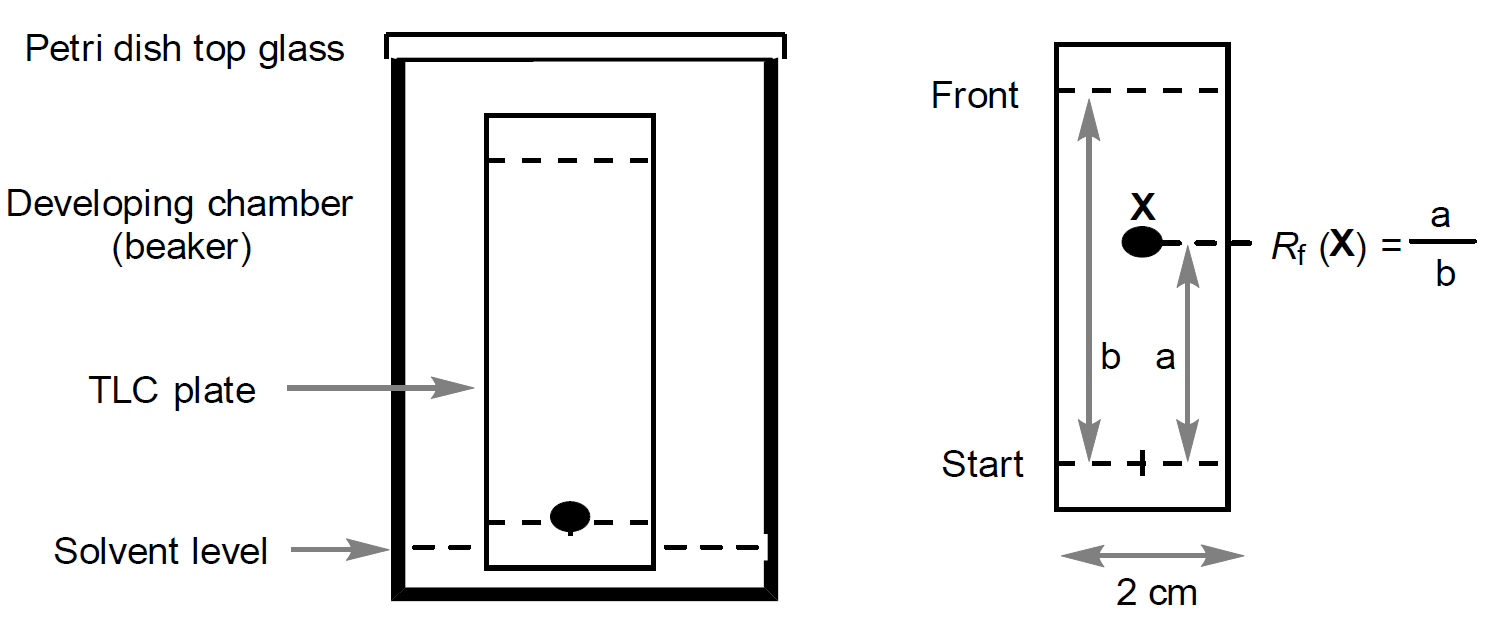 Petri dish top glass
Developing chamber
(beaker)
TLC plate
Solvent level
Front
X
Rf (X) = a
b
b
a
Start
2 cm